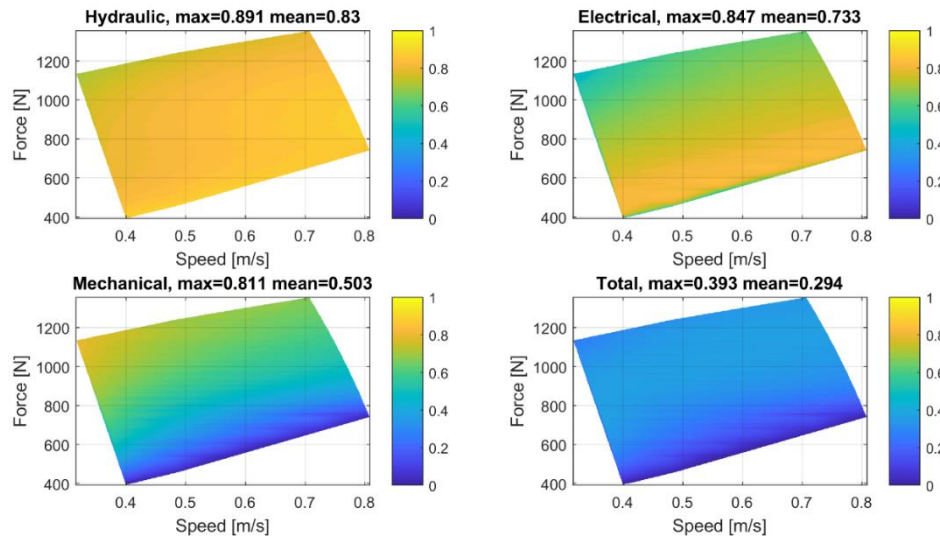 Hydraulic, max=0.891 mean=0.83
Force [N]
1200
1000
800
600
400
0.4 0.5 0.6 0.7 0.8
Speed [m/s]
1
0.8
0.6
0.4
0.2
0
Electrical, max=0.847 mean=0.733
Force [N]
1200
1000
800
600
400
0.4 0.5 0.6 0.7 0.8
Speed [m/s]
1
0.8
0.6
0.4
0.2
0
Mechanical, max=0.811 mean=0.503
Force [N]
1200
1000
800
600
400
0.4 0.5 0.6 0.7 0.8
Speed [m/s]
1
0.8
0.6
0.4
0.2
0
Total, max=0.393 mean=0.294
Force [N]
1200
1000
800
600
400
0.4 0.5 0.6 0.7 0.8
Speed [m/s]
1
0.8
0.6
0.4
0.2
0